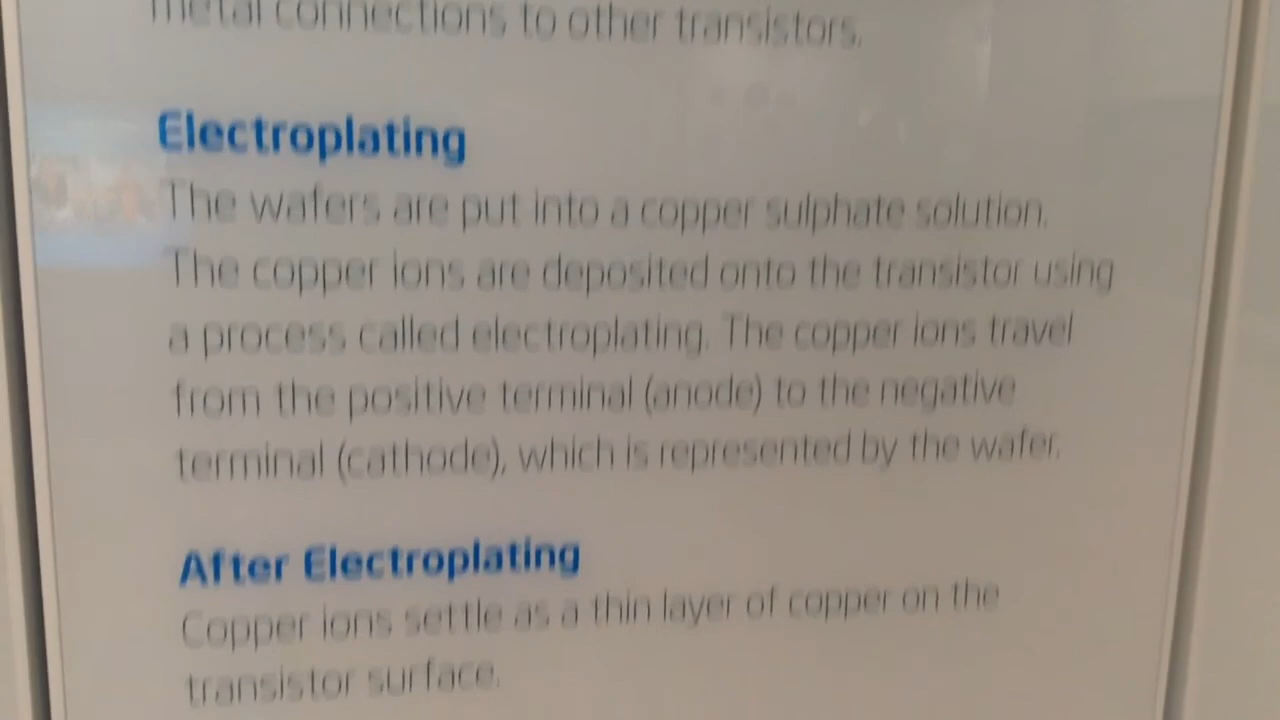 metal connections to other transistors.
Electroplating
The wafers are put into a copper sulphate solution.
The copper ions are deposited onto the transistor using
a process called electroplating. The copper ions travel
from the positive terminal (anode) to the negative
terminal (cathode), which is represented by the wafer.
After Electroplating
Copper ions settle as a thin layer of copper on the
transistor surface.